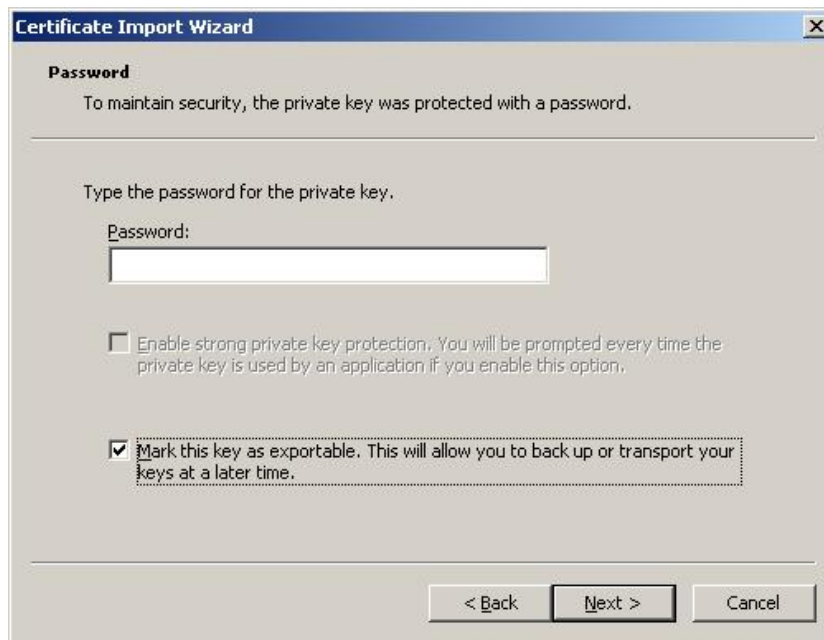 Certificate Import Wizard
Password
To maintain security, the private key was protected with a password.
Type the password for the private key.
Password:
Enable strong private key protection. You will be prompted every time the
private key is used by an application if you enable this option.
Mark this key as exportable. This will allow you to back up or transport your
keys at a later time.
< Back Next > Cancel